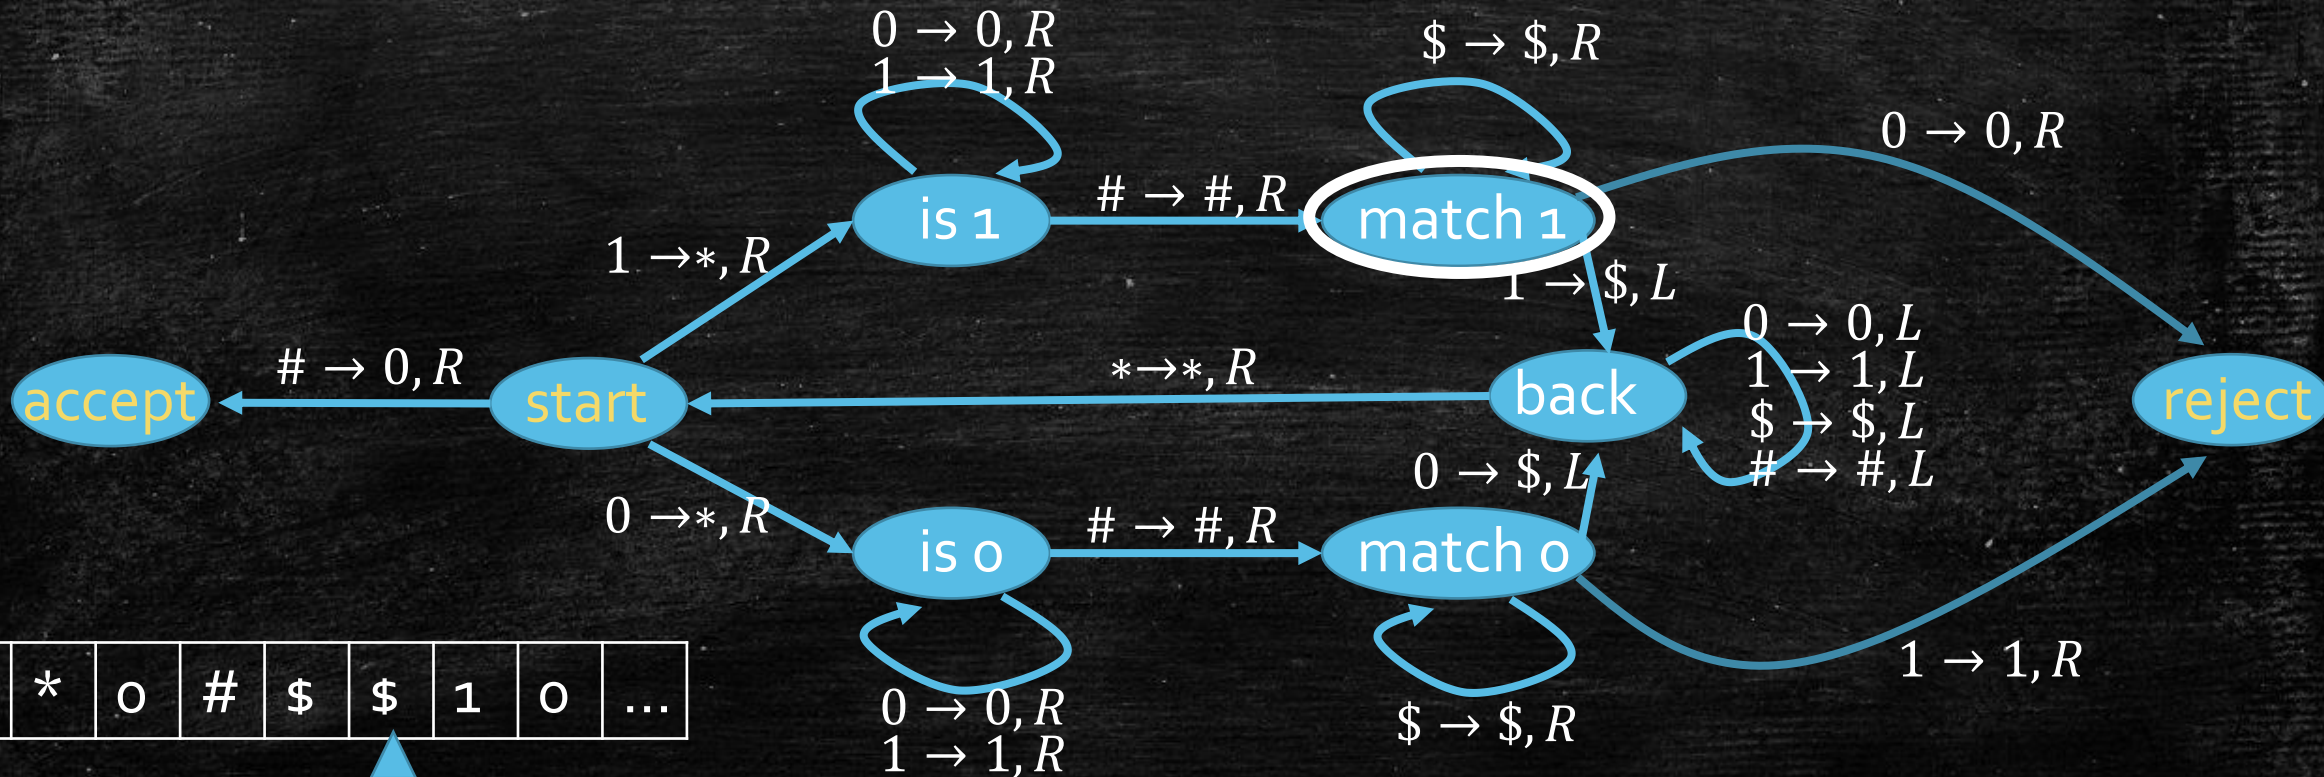 0 → 0, R
1 → 1, R
$ → $, R
0 → 0, R
# → #, R
is 1
match 1
1 →*, R
1 → $, L
0 → 0, L
1 → 1, L
$ → $, L
# → #, L
# → 0, R
*→*, R
accept
start
back
reject
0 → $, L
0 →*, R
# → #, R
is 0
match 0
1 → 1, R
* 0 # $ $ 1 0 ...
0 → 0, R
1 → 1, R
$ → $, R